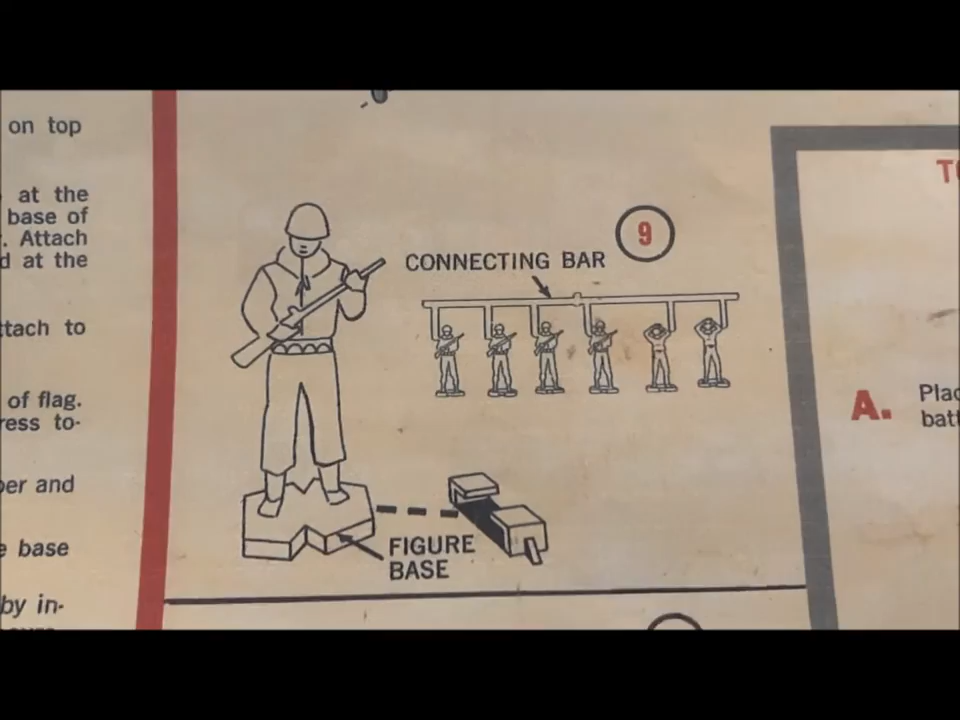 on top
at the
base of
. Attach
d at the
ttach to
of flag.
ress to-
per and
e base
by in-
9
CONNECTING BAR
FIGURE
BASE
A.
Plac
batt